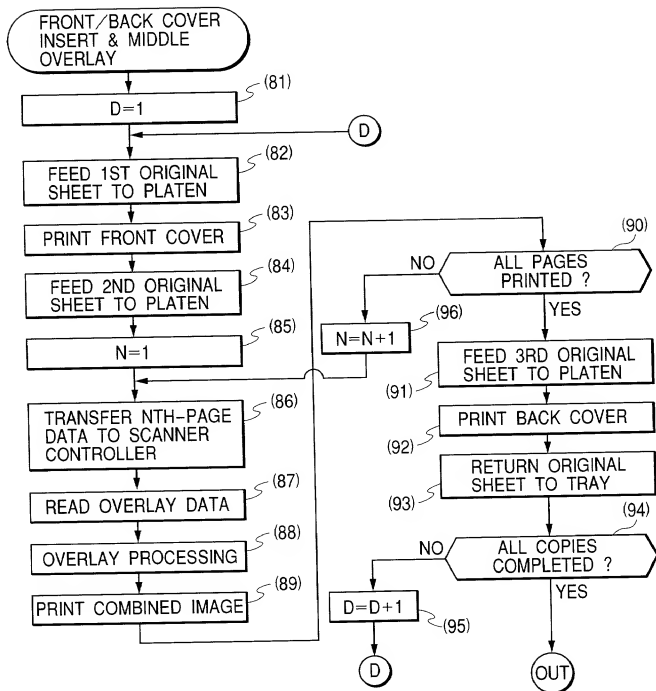 FRONT/BACK COVER
INSERT & MIDDLE
OVERLAY
(81)
D=1
D
(82)
FEED 1ST ORIGINAL
SHEET TO PLATEN
(83)
PRINT FRONT COVER
(84)
FEED 2ND ORIGINAL
SHEET TO PLATEN
(85)
N=1
(86)
TRANSFER NTH-PAGE
DATA TO SCANNER
CONTROLLER
(87)
READ OVERLAY DATA
(88)
OVERLAY PROCESSING
(89)
PRINT COMBINED IMAGE
(90)
ALL PAGES
PRINTED ?
NO
YES
(96)
N=N+1
FEED 3RD ORIGINAL
SHEET TO PLATEN
(91)
PRINT BACK COVER
(92)
RETURN ORIGINAL
SHEET TO TRAY
(93)
(94)
ALL COPIES
COMPLETED ?
NO
YES
D=D+1
(95)
D
OUT